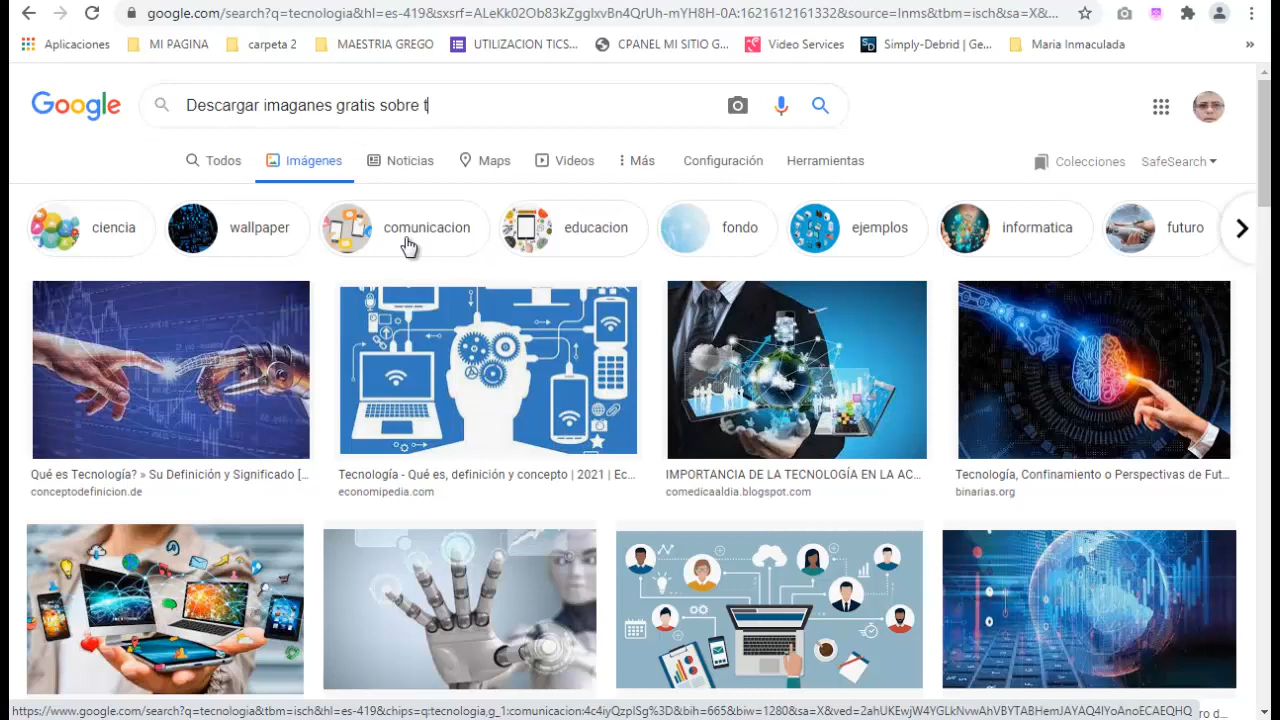 google.com/search?q=tecnologia&hl=es-419&sxsrf=ALeKk02Ob83kZgglxvBn4QrUh-mYH8H-0A:1621612161332&source=lnms&tbm=isch&sa=X&...
Aplicaciones MI PAGINA carpeta 2 MAESTRIA GREGO UTILIZACION TICS... CPANEL MI SITIO G... Video Services Simply-Debrid | Ge... Maria Inmaculada »
Google Descargar imaganes gratis sobre t
Todos Imágenes Noticias Maps Videos Más Configuración Herramientas Colecciones SafeSearch
ciencia wallpaper comunicacion educacion fondo ejemplos informatica futuro
Qué es Tecnología? » Su Definición y Significado [... Tecnología - Qué es, definición y concepto | 2021 | Ec... IMPORTANCIA DE LA TECNOLOGÍA EN LA AC... Tecnología, Confinamiento o Perspectivas de Fut...
conceptodefinicion.de economipedia.com comedicaaldia.blogspot.com binarias.org
https://www.google.com/search?q=tecnologia&tbm=isch&hl=es-419&chips=q:tecnologia,g_1:comunicacion:4c4iyQzpISg%3D&bih=665&biw=1280&sa=X&ved=2ahUKEwjW4YGLkNvwAhVBYTABHemJAYAQ4lYoAnoECAEQHQ